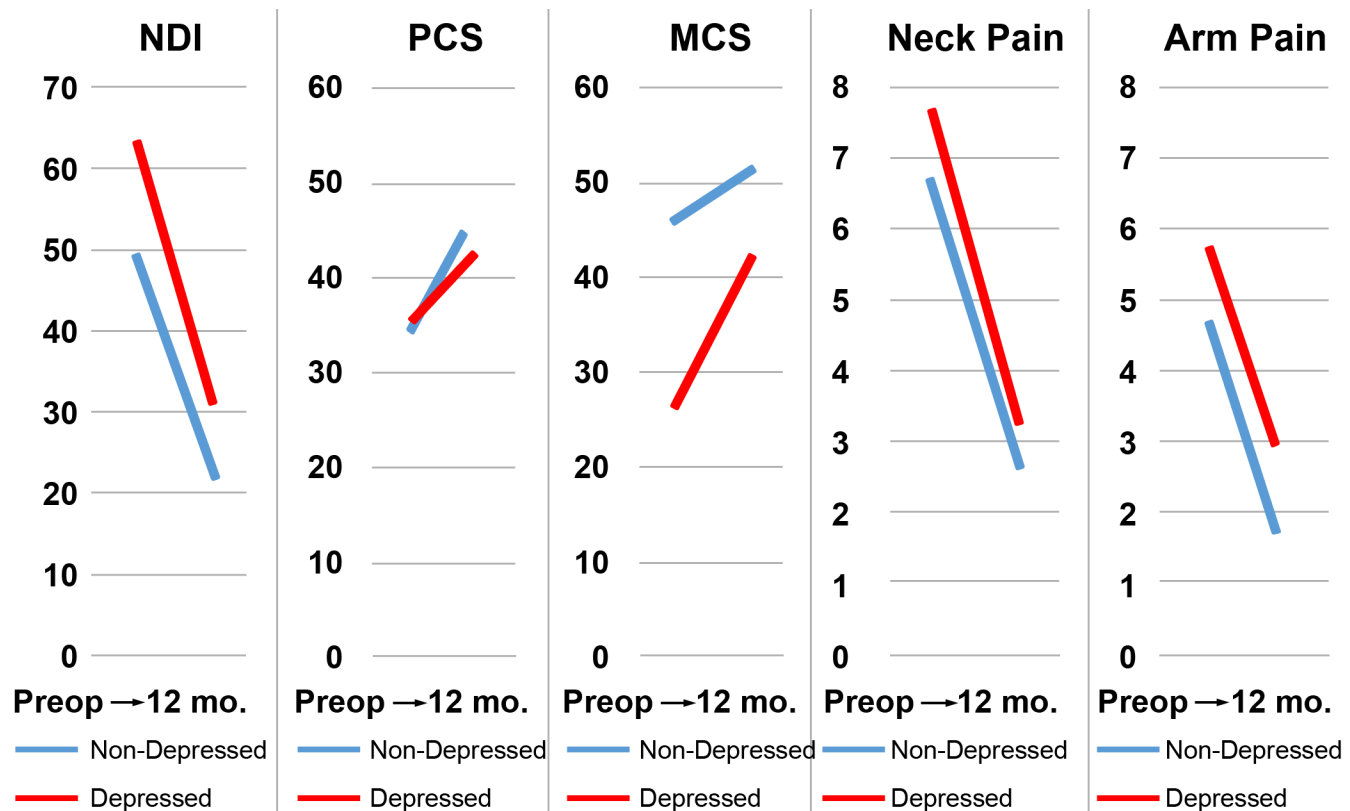 NDI
70
60
50
40
30
20
10
0
Preop → 12 mo.
Non-Depressed
Depressed
PCS
60
50
40
30
20
10
0
Preop → 12 mo.
Non-Depressed
Depressed
MCS
60
50
40
30
20
10
0
Preop → 12 mo.
Non-Depressed
Depressed
Neck Pain
8
7
6
5
4
3
2
1
0
Preop → 12 mo.
Non-Depressed
Depressed
Arm Pain
8
7
6
5
4
3
2
1
0
Preop → 12 mo.
Non-Depressed
Depressed